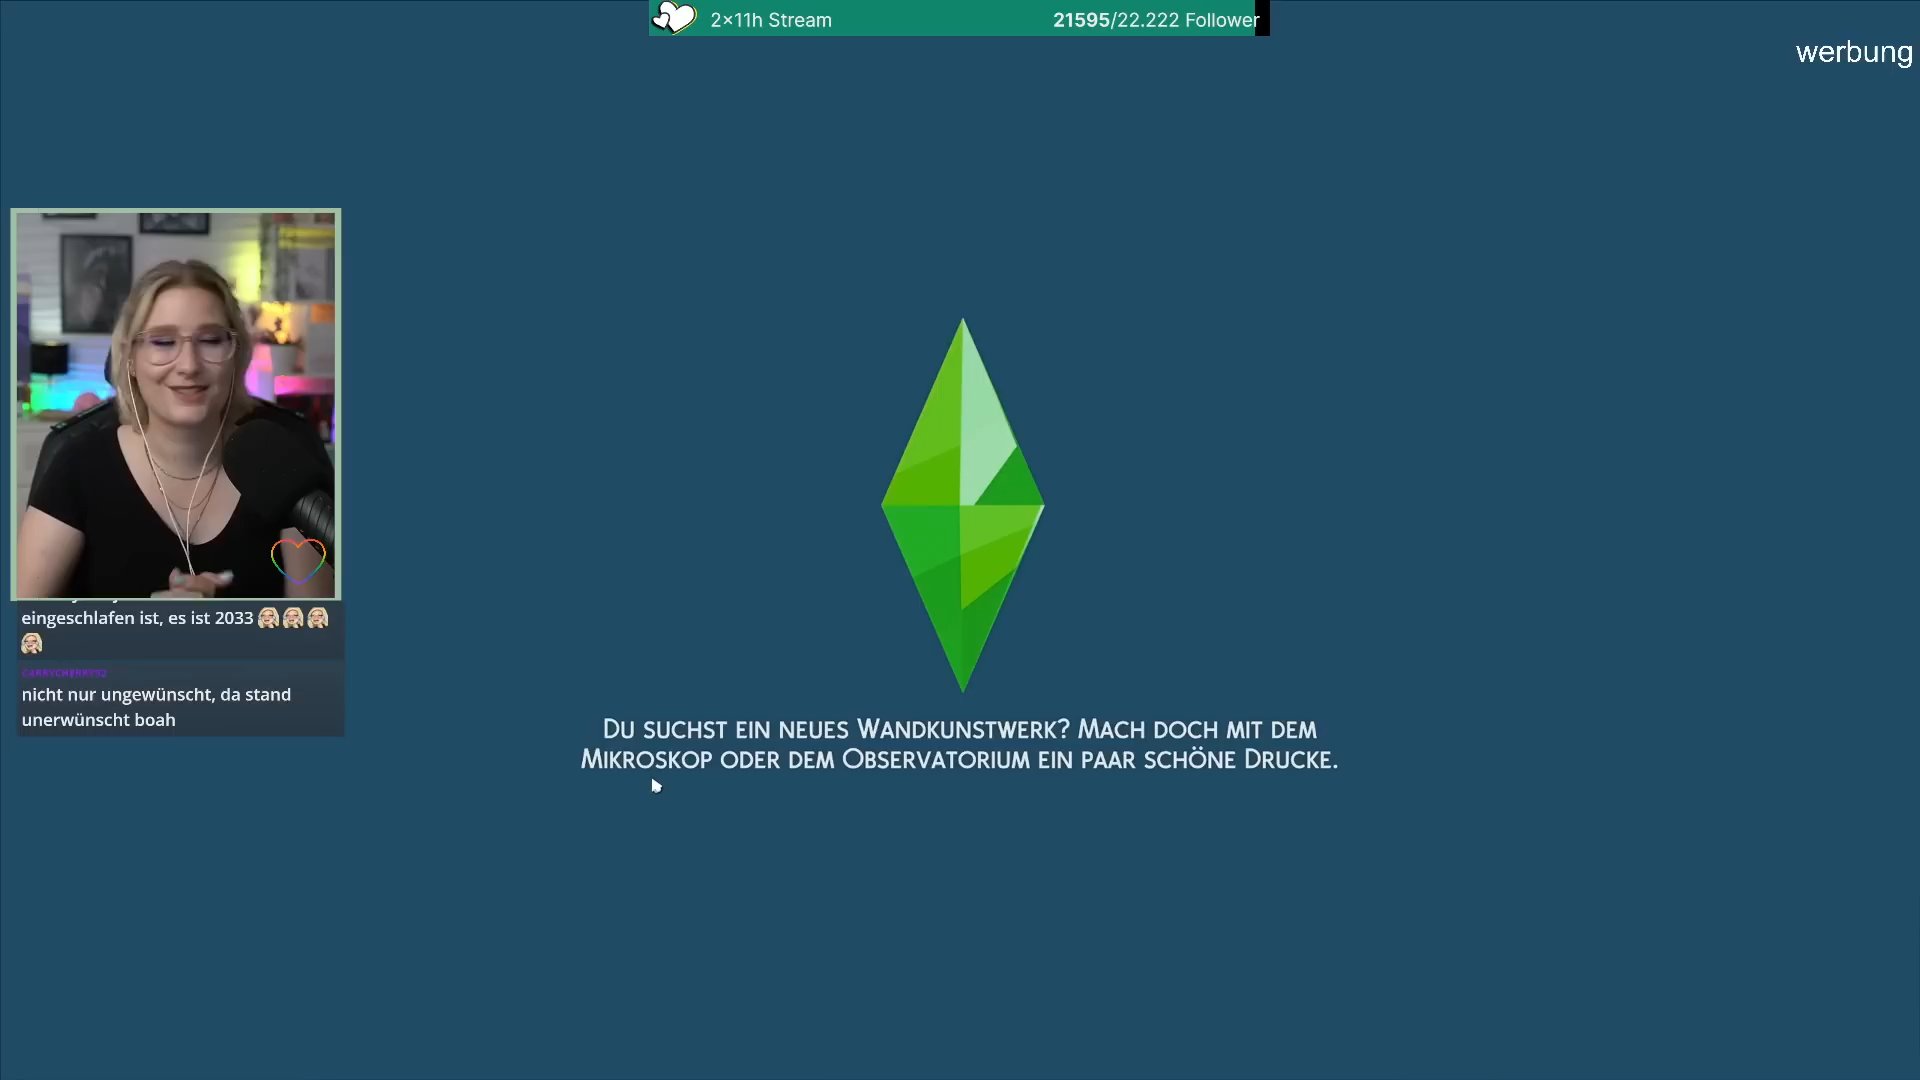 2×11h Stream
21595/22.222 Follower
werbung
eingeschlafen ist, es ist 2033
nicht nur ungewünscht, da stand
unerwünscht boah
DU SUCHST EIN NEUES WANDKUNSTWERK? MACH DOCH MIT DEM
MIKROSKOP ODER DEM OBSERVATORIUM EIN PAAR SCHÖNE DRUCKE.